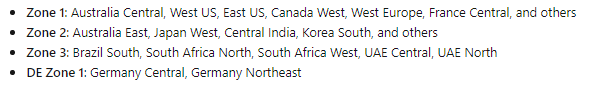 Zone 1: Australia Central, West US, East US, Canada West, West Europe, France Central, and others
Zone 2: Australia East, Japan West, Central India, Korea South, and others
Zone 3: Brazil South, South Africa North, South Africa West, UAE Central, UAE North
DE Zone 1: Germany Central, Germany Northeast